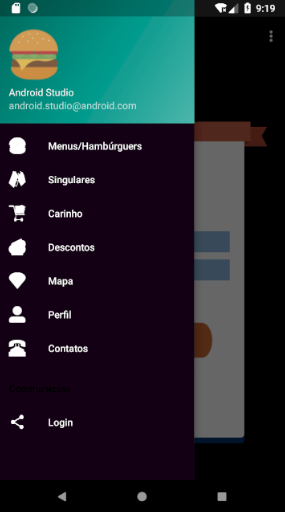 9:19
Android Studio
android.studio@android.com
Menus/Hambúrguers
Singulares
Carinho
Descontos
Mapa
Perfil
Contatos
Login